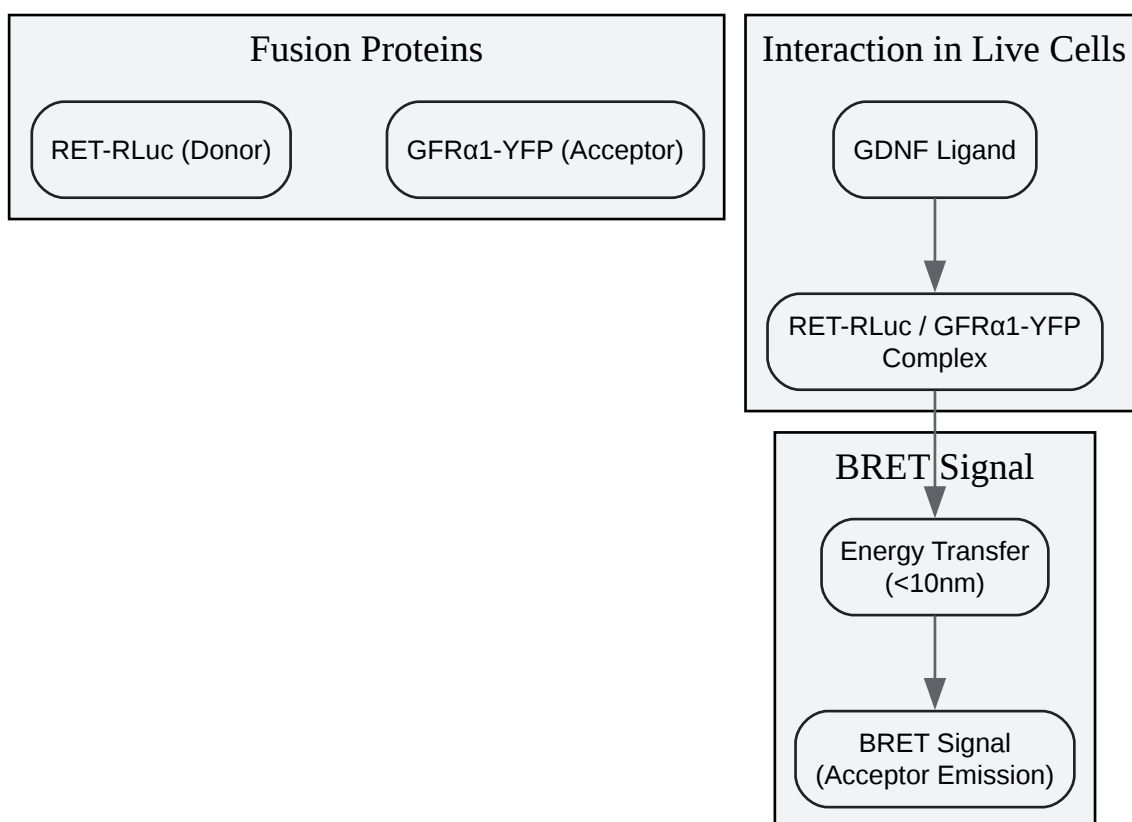 Fusion Proteins
RET-RLuc (Donor)
GFRα1-YFP (Acceptor)
Interaction in Live Cells
GDNF Ligand
RET-RLuc / GFRα1-YFP
Complex
BRET Signal
Energy Transfer
(<10nm)
BRET Signal
(Acceptor Emission)